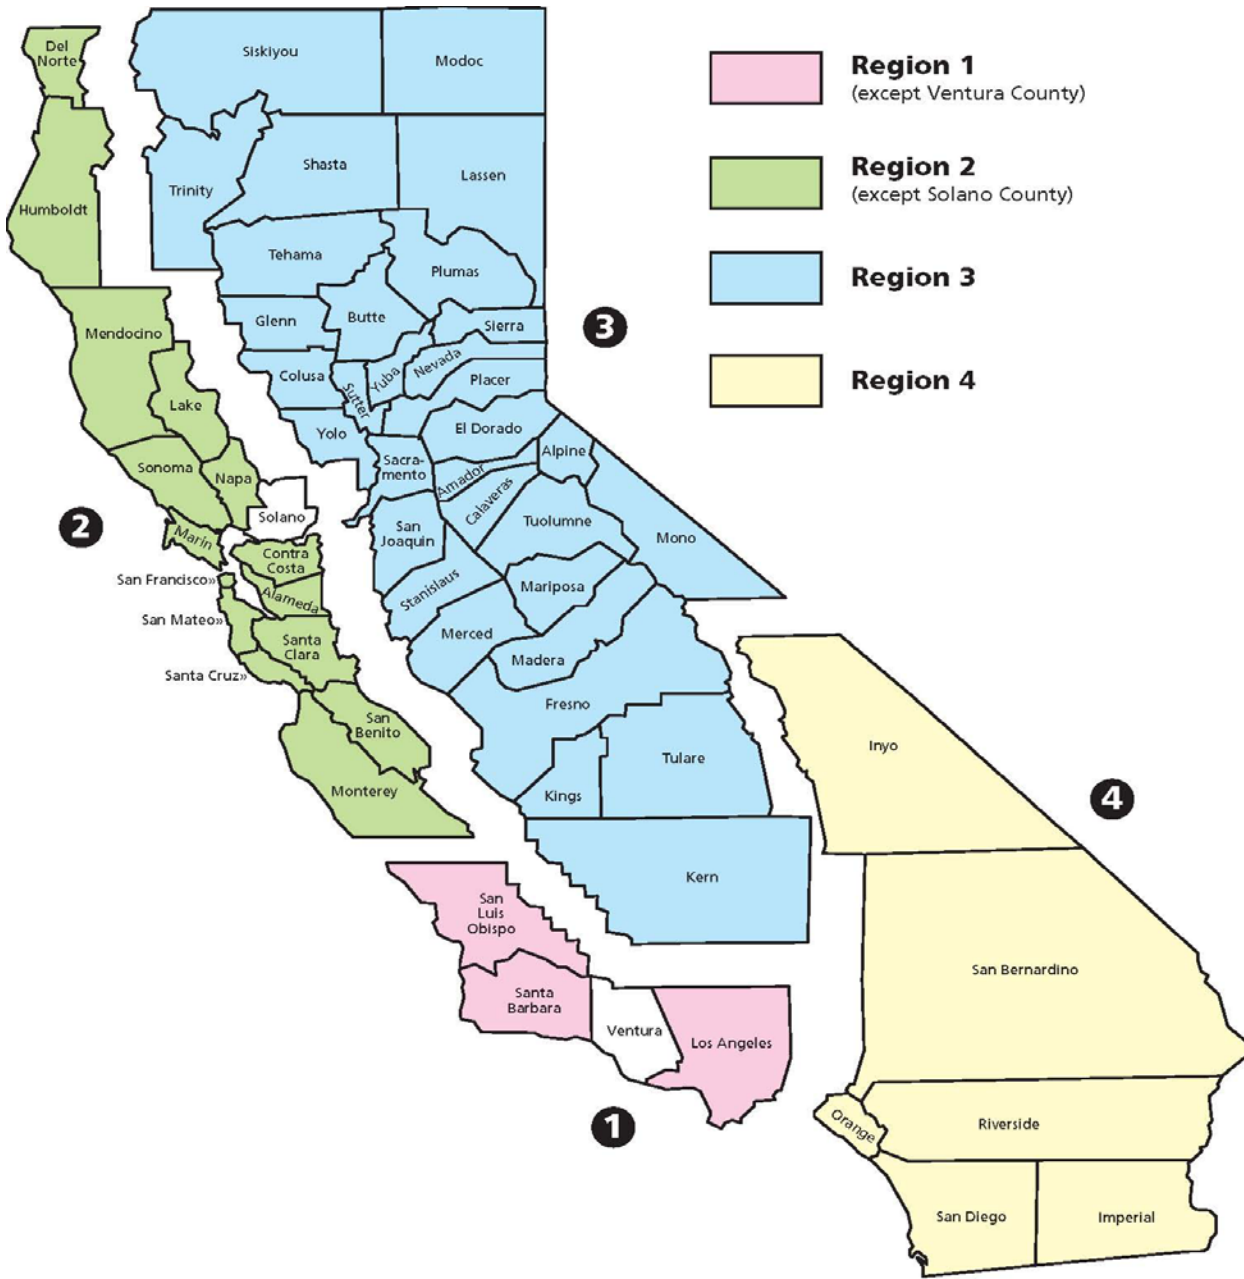 Del
Norte
Siskiyou
Modoc
Region 1
(except Ventura County)
Shasta
Lassen
Trinity
Region 2
(except Solano County)
Humboldt
Tehama
Plumas
Region 3
Glenn
Butte
Sierra
3
Mendocino
Colusa
Sutter
Yuba
Nevada
Placer
Region 4
Lake
Yolo
El Dorado
Sonoma
Napa
Sacra-
mento
Amador
Alpine
Calaveras
Solano
2
Marin
San
Joaquin
Tuolumne
Mono
Contra
Costa
San Francisco»
Alameda
Stanislaus
Mariposa
San Mateo»
Santa
Clara
Merced
Madera
Santa Cruz»
Fresno
San
Benito
Inyo
Tulare
Monterey
Kings
4
Kern
San
Luis
Obispo
San Bernardino
Santa
Barbara
Ventura
Los Angeles
1
Orange
Riverside
San Diego
Imperial